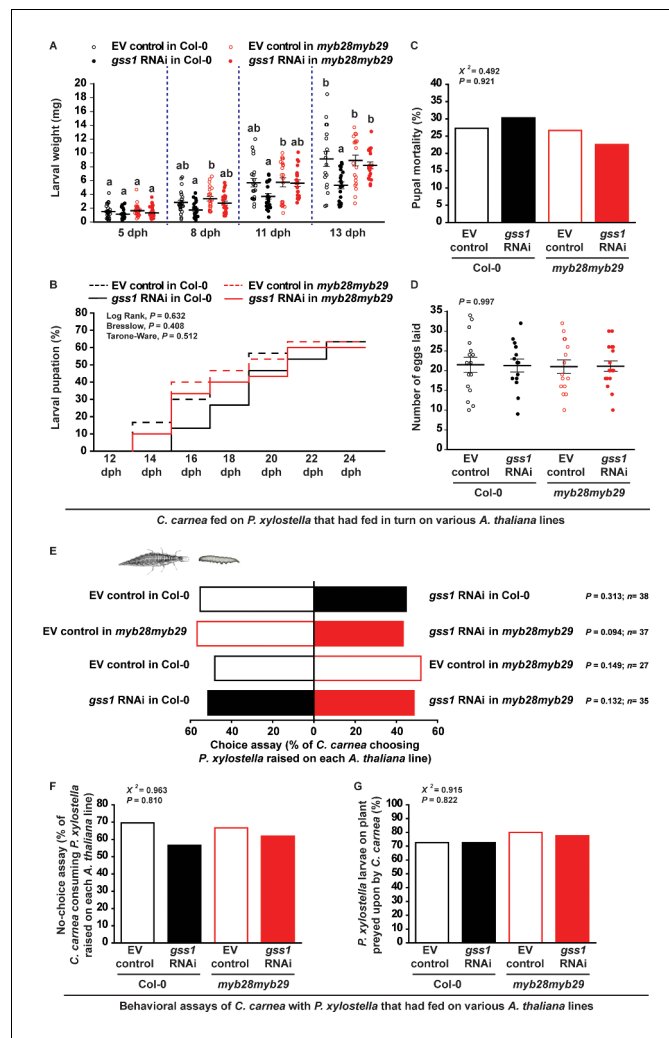 A
EV control in Col-0
EV control in myb28myb29
gss1 RNAi in Col-0
gss1 RNAi in myb28myb29
Larval weight (mg)
20
18
16
14
12
10
8
6
4
2
0
a a a a
ab a b ab
ab a b ab
b a b b
5 dph
8 dph
11 dph
13 dph
B
EV control in Col-0
EV control in myb28myb29
gss1 RNAi in Col-0
gss1 RNAi in myb28myb29
Log Rank, P = 0.632
Bresslow, P = 0.408
Tarone-Ware, P = 0.512
Larval pupation (%)
80
70
60
50
40
30
20
10
0
12 14 16 18 20 22 24
dph dph dph dph dph dph dph
C
X 2 = 0.492
P = 0.921
Pupal mortality (%)
50
45
40
35
30
25
20
15
10
5
0
EV control
gss1 RNAi
EV control
gss1 RNAi
Col-0
myb28myb29
D
P = 0.997
Number of eggs laid
35
30
25
20
15
10
5
0
EV control
gss1 RNAi
EV control
gss1 RNAi
Col-0
myb28myb29
C. carnea fed on P. xylostella that had fed in turn on various A. thaliana lines
E
EV control in Col-0
gss1 RNAi in Col-0
P = 0.313; n= 38
EV control in myb28myb29
gss1 RNAi in myb28myb29
P = 0.094; n= 37
EV control in Col-0
EV control in myb28myb29
P = 0.149; n= 27
gss1 RNAi in Col-0
gss1 RNAi in myb28myb29
P = 0.132; n= 35
60 40 20 0 20 40 60
Choice assay (% of C. carnea choosing
P. xylostella raised on each A. thaliana line)
F
X 2 = 0.963
P = 0.810
No-choice assay (% of
C. carnea consuming P. xylostella
raised on each A. thaliana line)
80
70
60
50
40
30
20
10
0
EV control
gss1 RNAi
EV control
gss1 RNAi
Col-0
myb28myb29
G
X 2 = 0.915
P = 0.822
P. xylostella larvae on plant
preyed upon by C. carnea (%)
100
90
80
70
60
50
40
30
20
10
0
EV control
gss1 RNAi
EV control
gss1 RNAi
Col-0
myb28myb29
Behavioral assays of C. carnea with P. xylostella that had fed on various A. thaliana lines